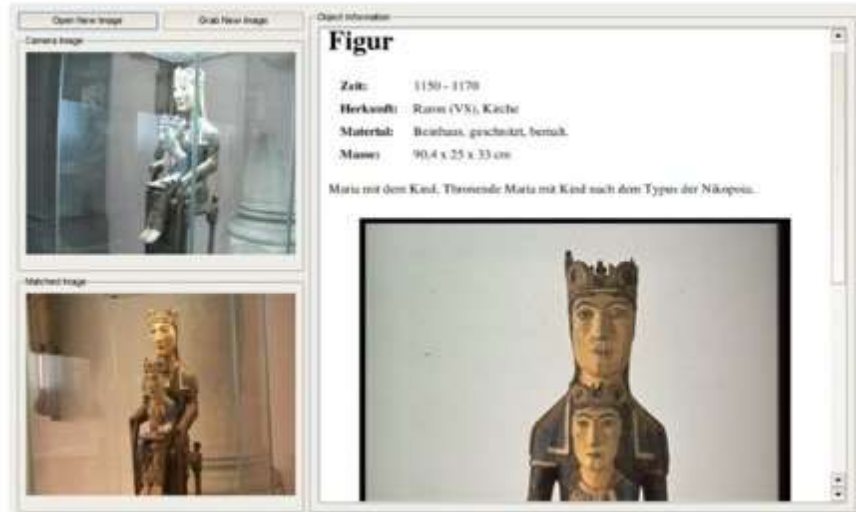 Open New Image
Grab New Image
Camera Image
Matched Image
Object Information
Figur
Zeit: 1150 - 1170
Herkunft: Raron (VS), Kirche
Material: geschnitzt, bemalt.
Masse: 90,4 x 25 x 33 cm
Maria mit dem Kind. Thronende Maria mit Kind nach dem Typus der Nikopoia.